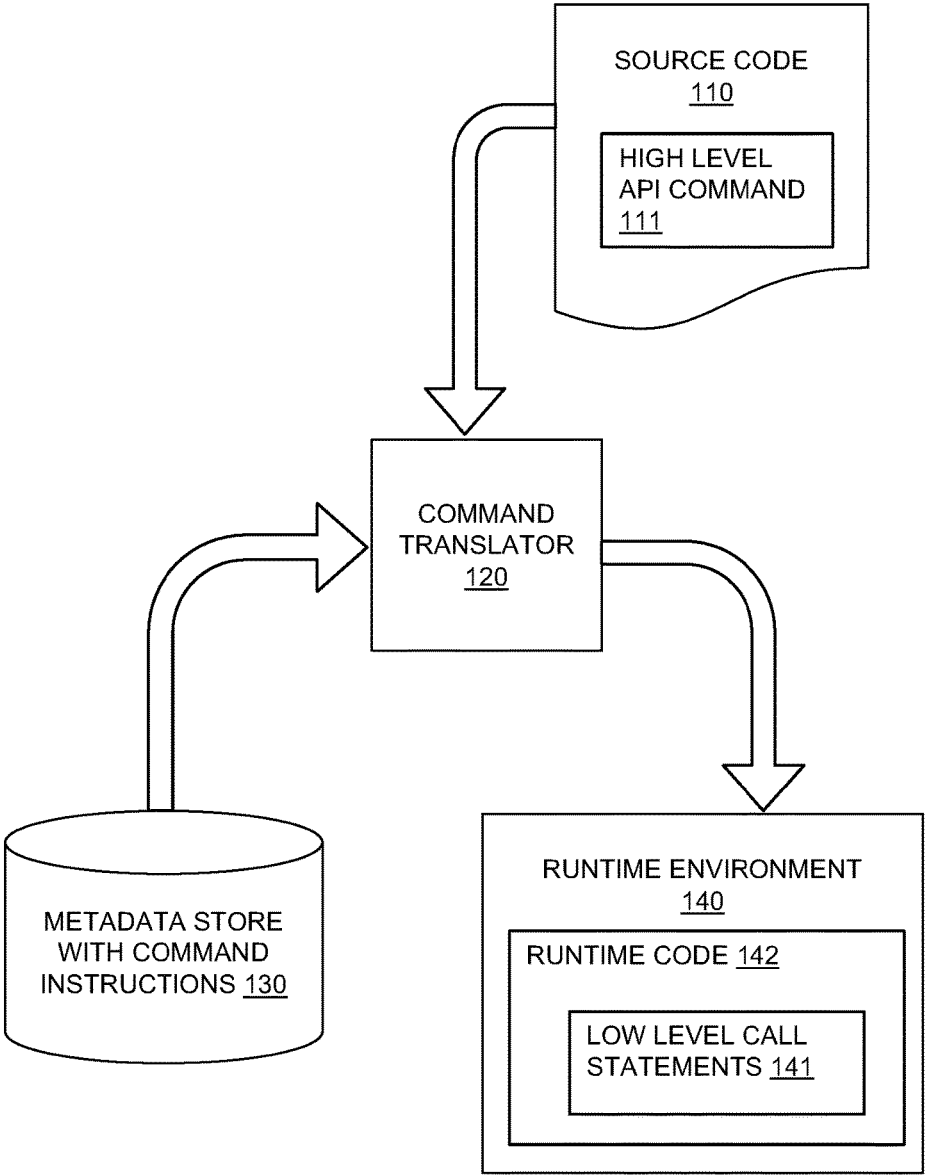 SOURCE CODE
110
HIGH LEVEL
API COMMAND
111
COMMAND
TRANSLATOR
120
METADATA STORE
WITH COMMAND
INSTRUCTIONS 130
RUNTIME ENVIRONMENT
140
RUNTIME CODE 142
LOW LEVEL CALL
STATEMENTS 141